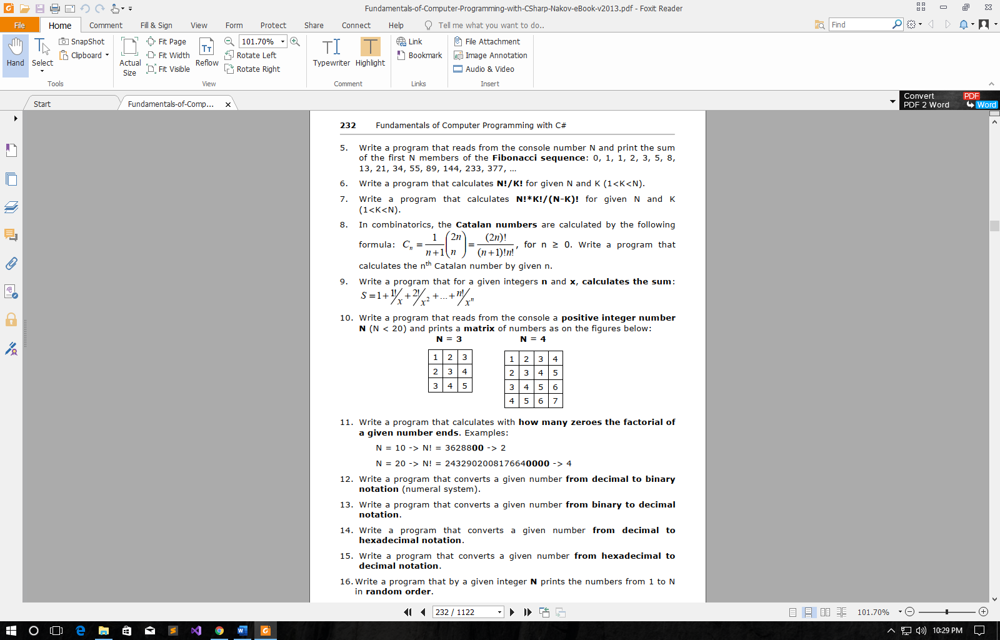 Fundamentals-of-Computer-Programming-with-CSharp-Nakov-eBook-v2013.pdf - Foxit Reader
File Home Comment Fill & Sign View Form Protect Share Connect Help Tell me what you want to do.. Find
Hand Select SnapShot Clipboard Actual Size Fit Page Fit Width Fit Visible Reflow 101.70% Rotate Left Rotate Right Typewriter Highlight Link Bookmark File Attachment Image Annotation Audio & Video
Tools View Comment Links Insert
Start Fundamentals-of-Comp...
Convert PDF
PDF 2 Word Word
232 Fundamentals of Computer Programming with C#
5. Write a program that reads from the console number N and print the sum
of the first N members of the Fibonacci sequence: 0, 1, 1, 2, 3, 5, 8,
13, 21, 34, 55, 89, 144, 233, 377, …
6. Write a program that calculates N!/K! for given N and K (1<K<N).
7. Write a program that calculates N!*K!/(N-K)! for given N and K
(1<K<N).
8. In combinatorics, the Catalan numbers are calculated by the following
formula: Cn = 1/(n+1) (2n n) = (2n)!/((n+1)!n!), for n ≥ 0. Write a program that
calculates the nth Catalan number by given n.
9. Write a program that for a given integers n and x, calculates the sum:
S=1+1!/x+2!/x²+...+n!/xⁿ
10. Write a program that reads from the console a positive integer number
N (N < 20) and prints a matrix of numbers as on the figures below:
N = 3 N = 4
1 2 3
2 3 4
3 4 5
1 2 3 4
2 3 4 5
3 4 5 6
4 5 6 7
11. Write a program that calculates with how many zeroes the factorial of
a given number ends. Examples:
N = 10 -> N! = 3628800 -> 2
N = 20 -> N! = 2432902008176640000 -> 4
12. Write a program that converts a given number from decimal to binary
notation (numeral system).
13. Write a program that converts a given number from binary to decimal
notation.
14. Write a program that converts a given number from decimal to
hexadecimal notation.
15. Write a program that converts a given number from hexadecimal to
decimal notation.
16. Write a program that by a given integer N prints the numbers from 1 to N
in random order.
232 / 1122 101.70%
10:29 PM